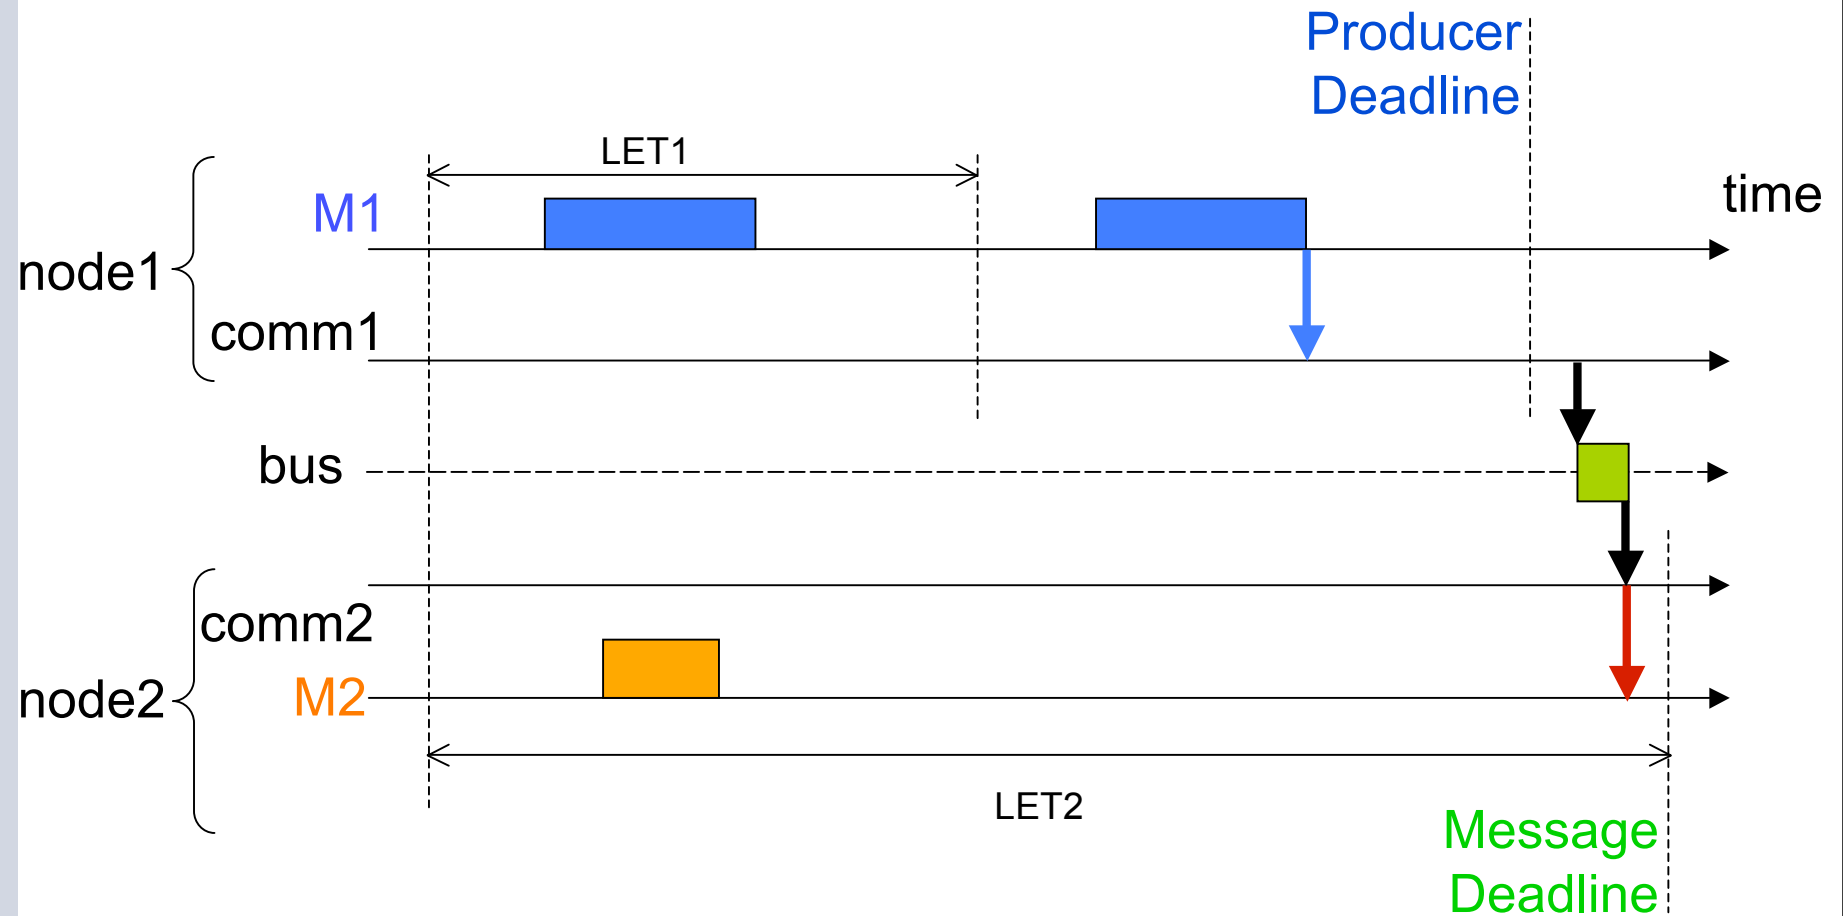 Producer
Deadline
LET1
M1
time
node1
comm1
bus
comm2
node2
M2
LET2
Message
Deadline